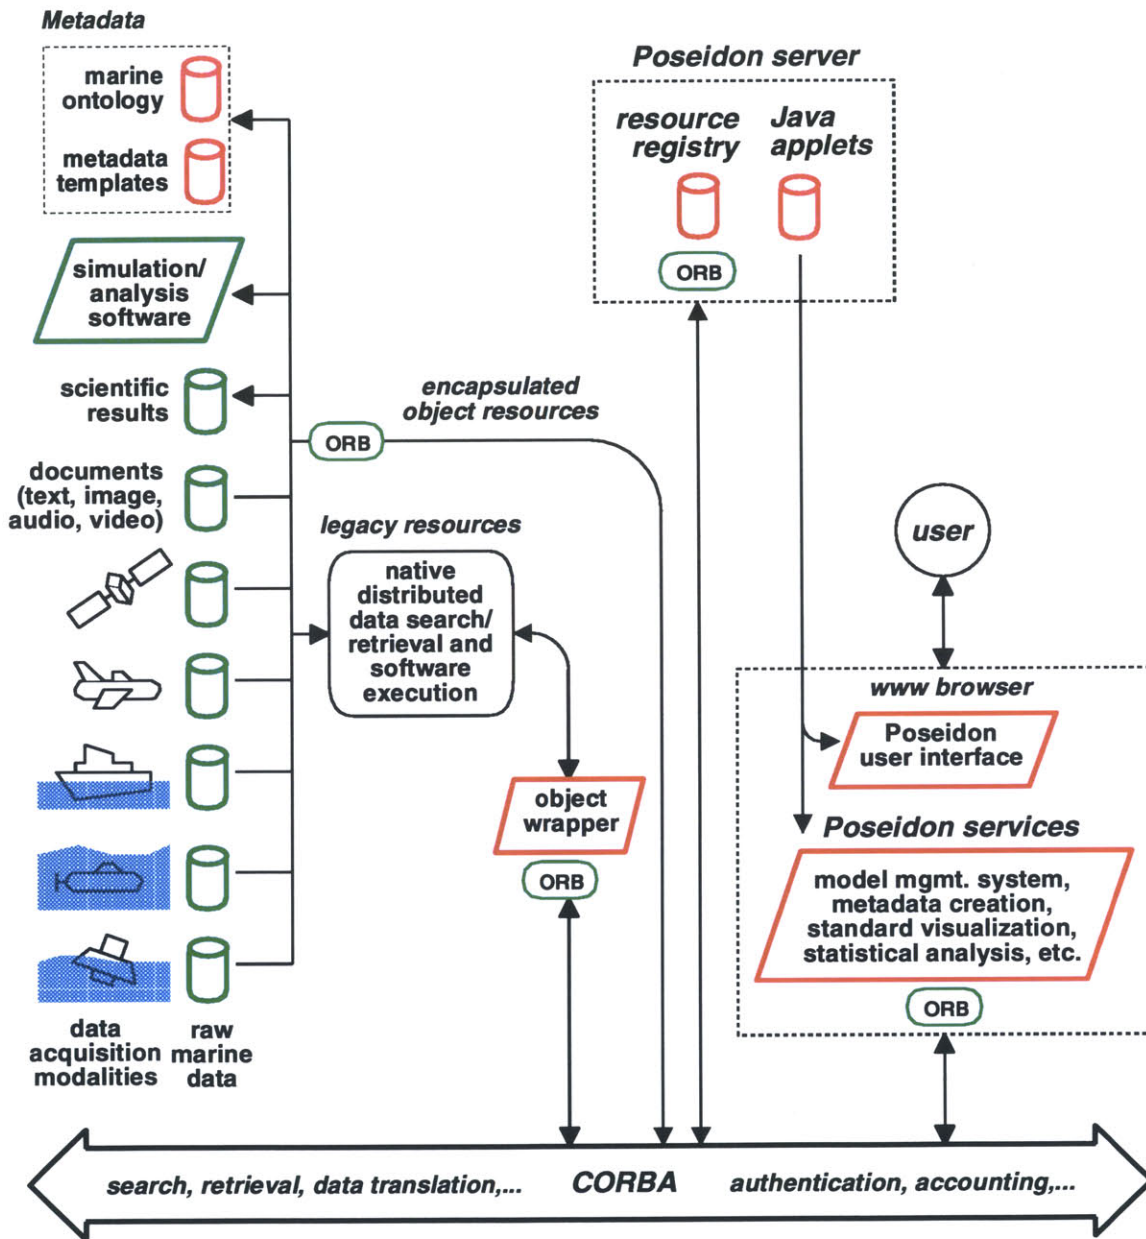 Metadata
marine
ontology
metadata
templates
simulation/
analysis
software
scientific
results
documents
(text, image,
audio, video)
data
acquisition
modalities
raw
marine
data
encapsulated
object resources
ORB
legacy resources
native
distributed
data search/
retrieval and
software
execution
object
wrapper
ORB
Poseidon server
resource
registry
Java
applets
ORB
user
www browser
Poseidon
user interface
Poseidon services
model mgmt. system,
metadata creation,
standard visualization,
statistical analysis, etc.
ORB
search, retrieval, data translation,... CORBA authentication, accounting,...